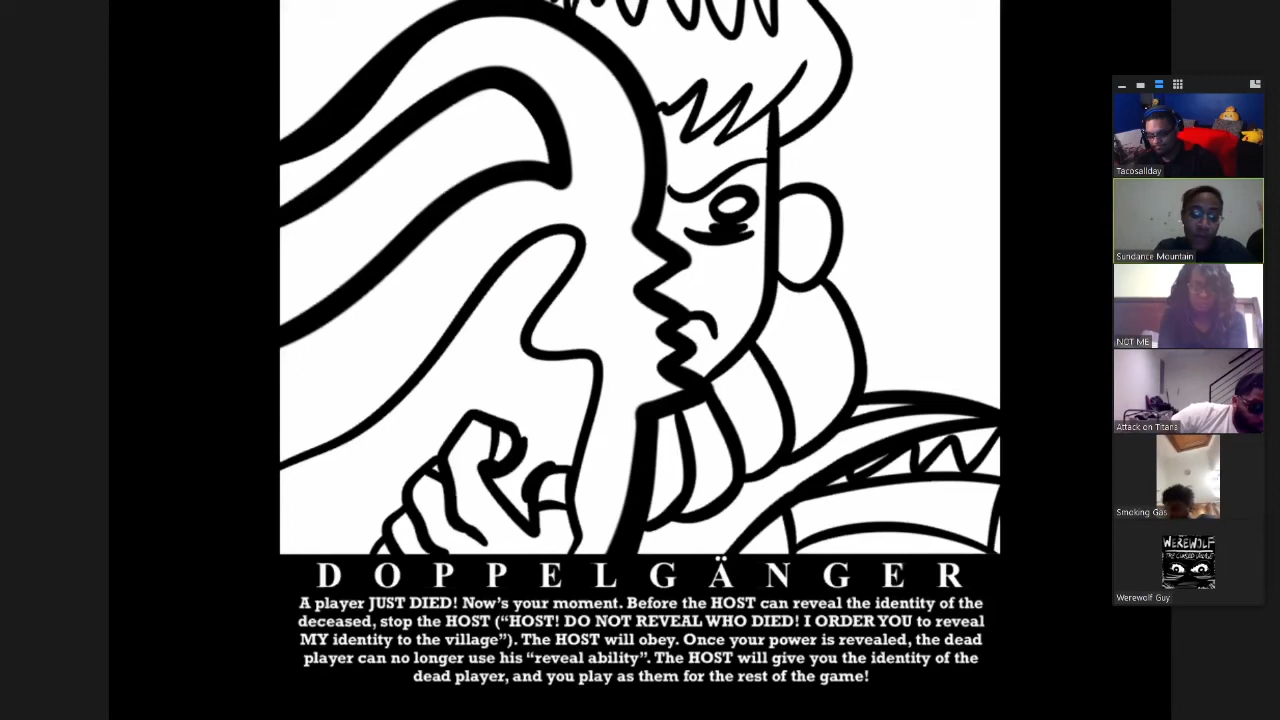 DOPPELGÄNGER
A player JUST DIED! Now's your moment. Before the HOST can reveal the identity of the
deceased, stop the HOST ("HOST! DO NOT REVEAL WHO DIED! I ORDER YOU to reveal
MY identity to the village"). The HOST will obey. Once your power is revealed, the dead
player can no longer use his "reveal ability". The HOST will give you the identity of the
dead player, and you play as them for the rest of the game!
Tacosallday
Sundance Mountain
NOT ME
Attack on Titans
Smoking Gas
WEREWOLF
THE CURSED VILLAGE
Werewolf Guy